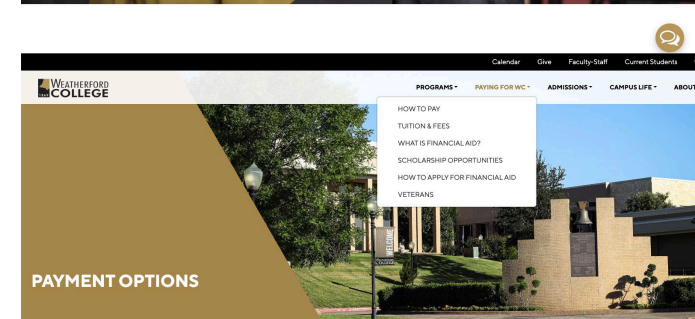 Calendar Give Faculty-Staff Current Students
WEATHERFORD
COLLEGE
PROGRAMS PAYING FOR WC ADMISSIONS CAMPUS LIFE ABOUT
HOW TO PAY
TUITION & FEES
WHAT IS FINANCIAL AID?
SCHOLARSHIP OPPORTUNITIES
HOW TO APPLY FOR FINANCIAL AID
VETERANS
WELCOME
PAYMENT OPTIONS